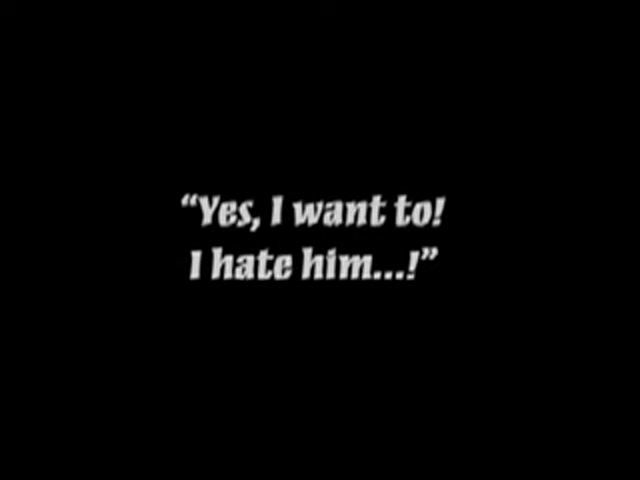 “Yes, I want to!
I hate him...!”